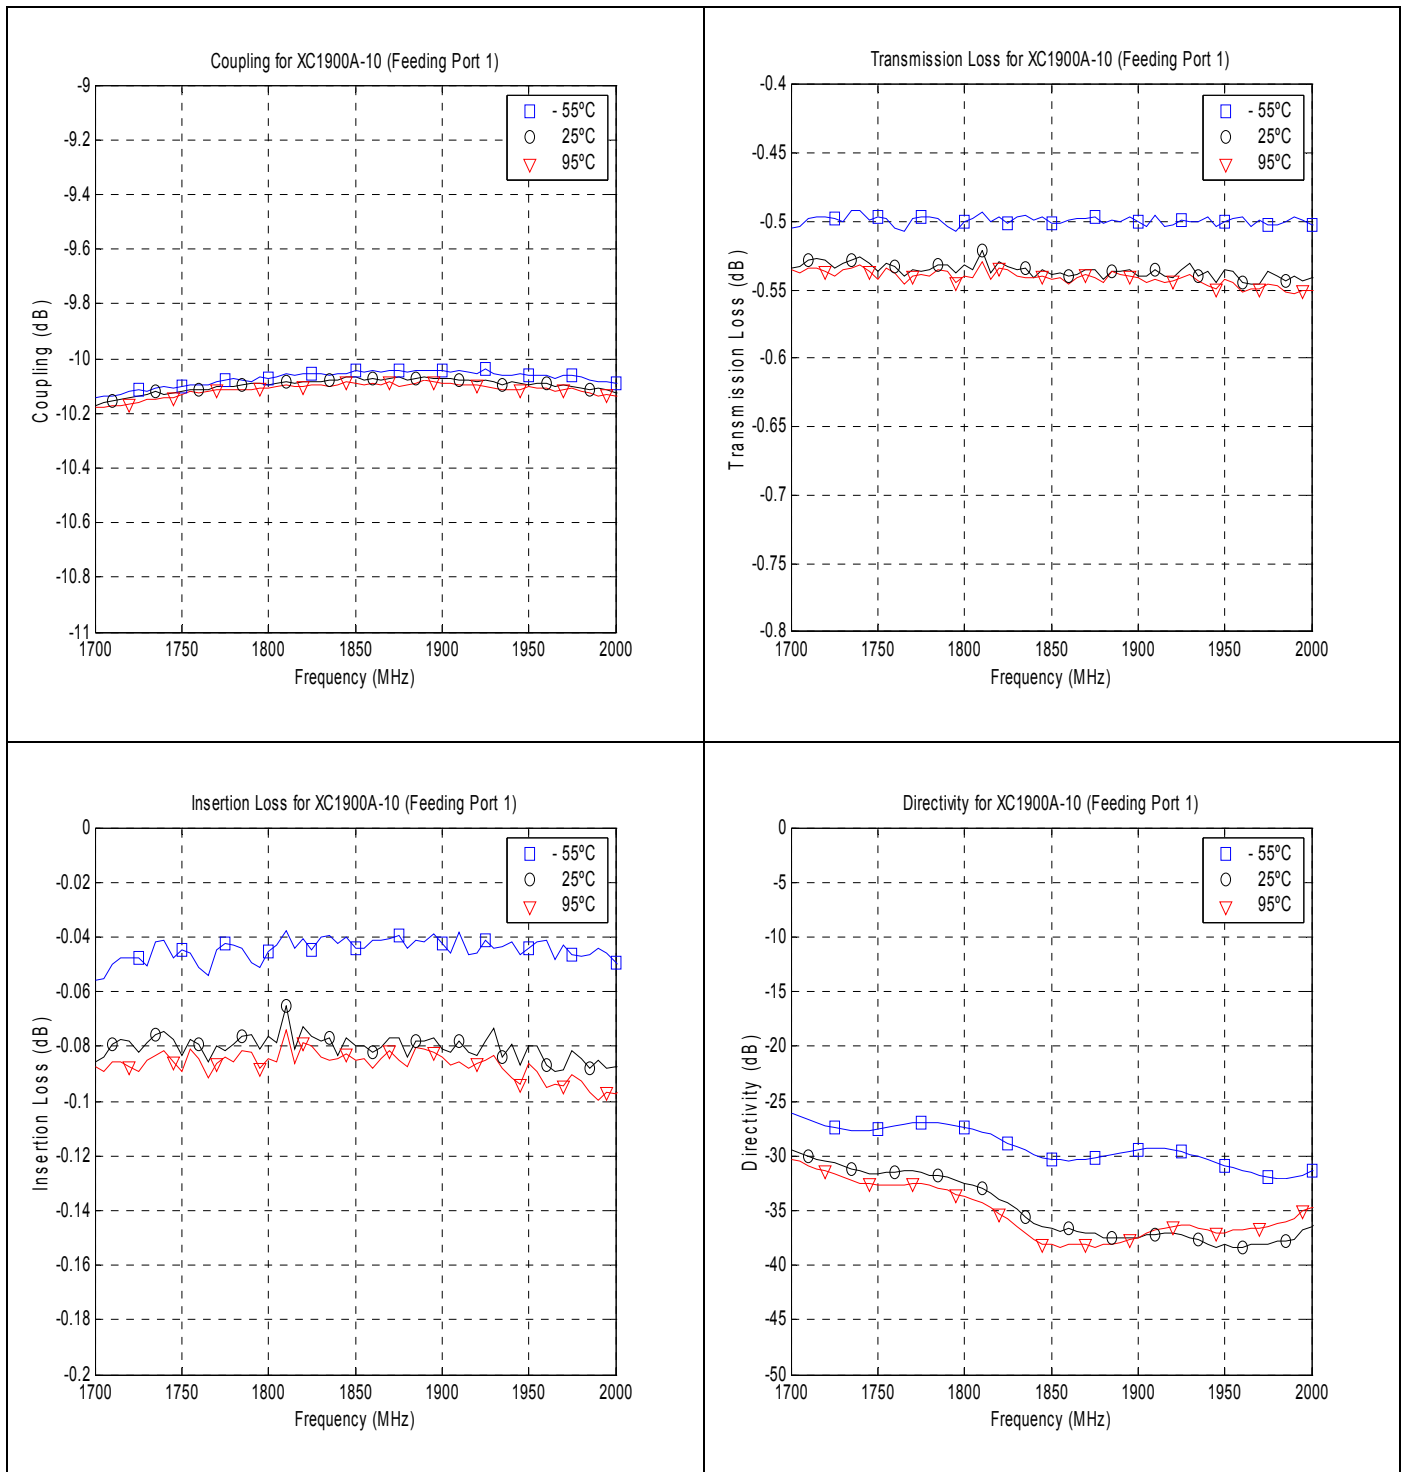 Coupling for XC1900A-10 (Feeding Port 1)
-9
-9.2
-9.4
-9.6
-9.8
-10
-10.2
-10.4
-10.6
-10.8
-11
Coupling (dB)
- 55ºC
25ºC
95ºC
1700 1750 1800 1850 1900 1950 2000
Frequency (MHz)
Transmission Loss for XC1900A-10 (Feeding Port 1)
-0.4
-0.45
-0.5
-0.55
-0.6
-0.65
-0.7
-0.75
-0.8
Transmission Loss (dB)
- 55ºC
25ºC
95ºC
1700 1750 1800 1850 1900 1950 2000
Frequency (MHz)
Insertion Loss for XC1900A-10 (Feeding Port 1)
0
-0.02
-0.04
-0.06
-0.08
-0.1
-0.12
-0.14
-0.16
-0.18
-0.2
Insertion Loss (dB)
- 55ºC
25ºC
95ºC
1700 1750 1800 1850 1900 1950 2000
Frequency (MHz)
Directivity for XC1900A-10 (Feeding Port 1)
0
-5
-10
-15
-20
-25
-30
-35
-40
-45
-50
Directivity (dB)
- 55ºC
25ºC
95ºC
1700 1750 1800 1850 1900 1950 2000
Frequency (MHz)